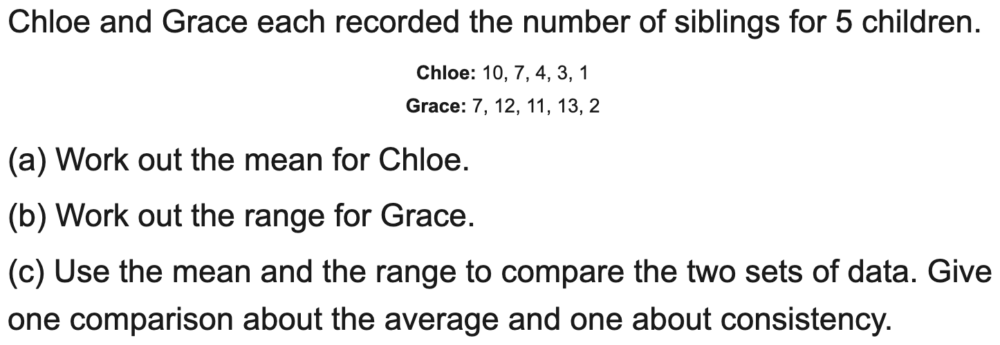 Chloe and Grace each recorded the number of siblings for 5 children.
Chloe: 10, 7, 4, 3, 1
Grace: 7, 12, 11, 13, 2
(a) Work out the mean for Chloe.
(b) Work out the range for Grace.
(c) Use the mean and the range to compare the two sets of data. Give
one comparison about the average and one about consistency.